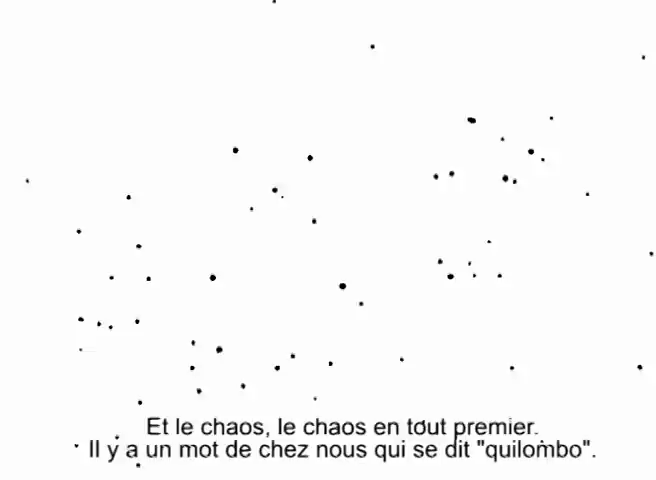 Et le chaos, le chaos en tout premier.
Il y a un mot de chez nous qui se dit "quilombo".